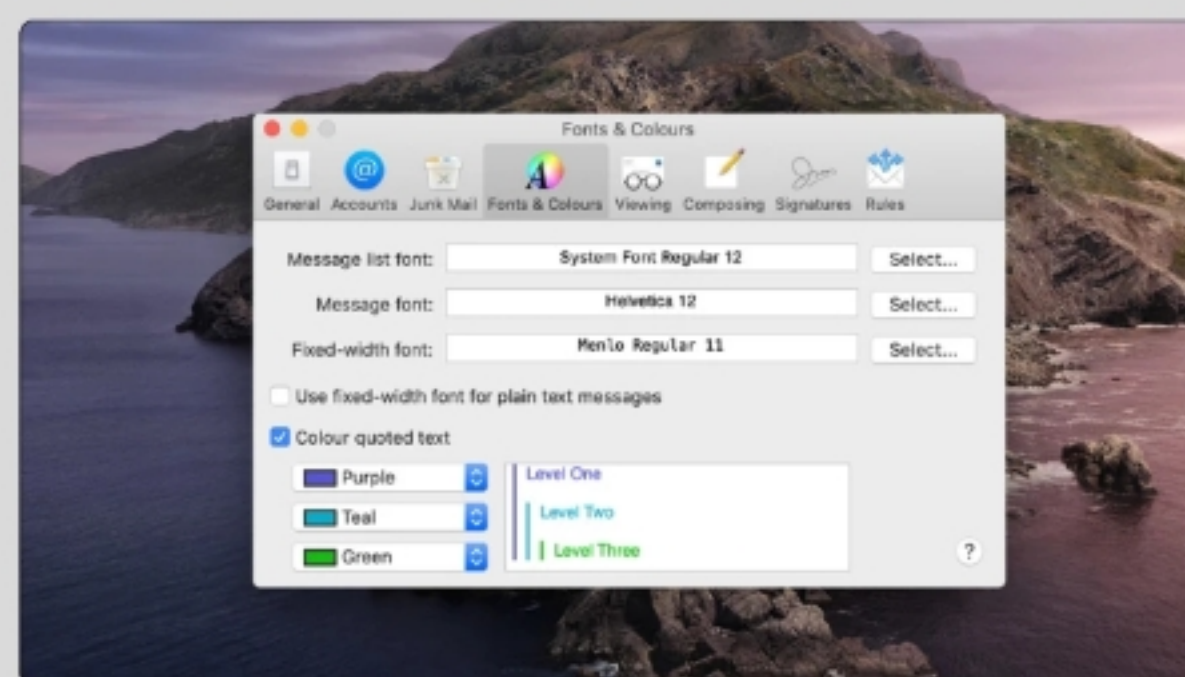 Fonts & Colours
General Accounts Junk Mail Fonts & Colours Viewing Composing Signatures Rules
Message list font: System Font Regular 12 Select...
Message font: Helvetica 12 Select...
Fixed-width font: Menlo Regular 11 Select...
Use fixed-width font for plain text messages
Colour quoted text
Purple Level One
Teal Level Two
Green Level Three
?